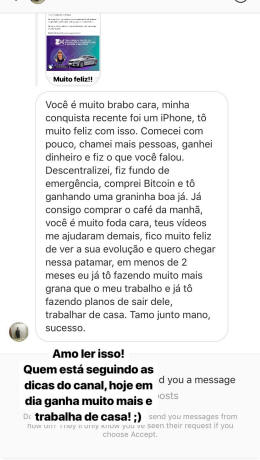 Muito feliz!!
Você é muito brabo cara, minha
conquista recente foi um iPhone, tô
muito feliz com isso. Comecei com
pouco, chamei mais pessoas, ganhei
dinheiro e fiz o que você falou.
Descentralizei, fiz fundo de
emergência, comprei Bitcoin e tô
ganhando uma graninha boa já. Já
consigo comprar o café da manhã,
você é muito foda cara, teus vídeos
me ajudaram demais, fico muito feliz
de ver a sua evolução e quero chegar
nessa patamar, em menos de 2
meses eu já tô fazendo muito mais
grana que o meu trabalho e já tô
fazendo planos de sair dele,
trabalhar de casa. Tamo junto mano,
sucesso.
Amo ler isso!
Quem está seguindo as
dicas do canal, hoje em
dia ganha muito mais e
trabalha de casa! ;)
d you a message
posts
send you messages from
now on? They'll only know you've seen their request if you
choose Accept.